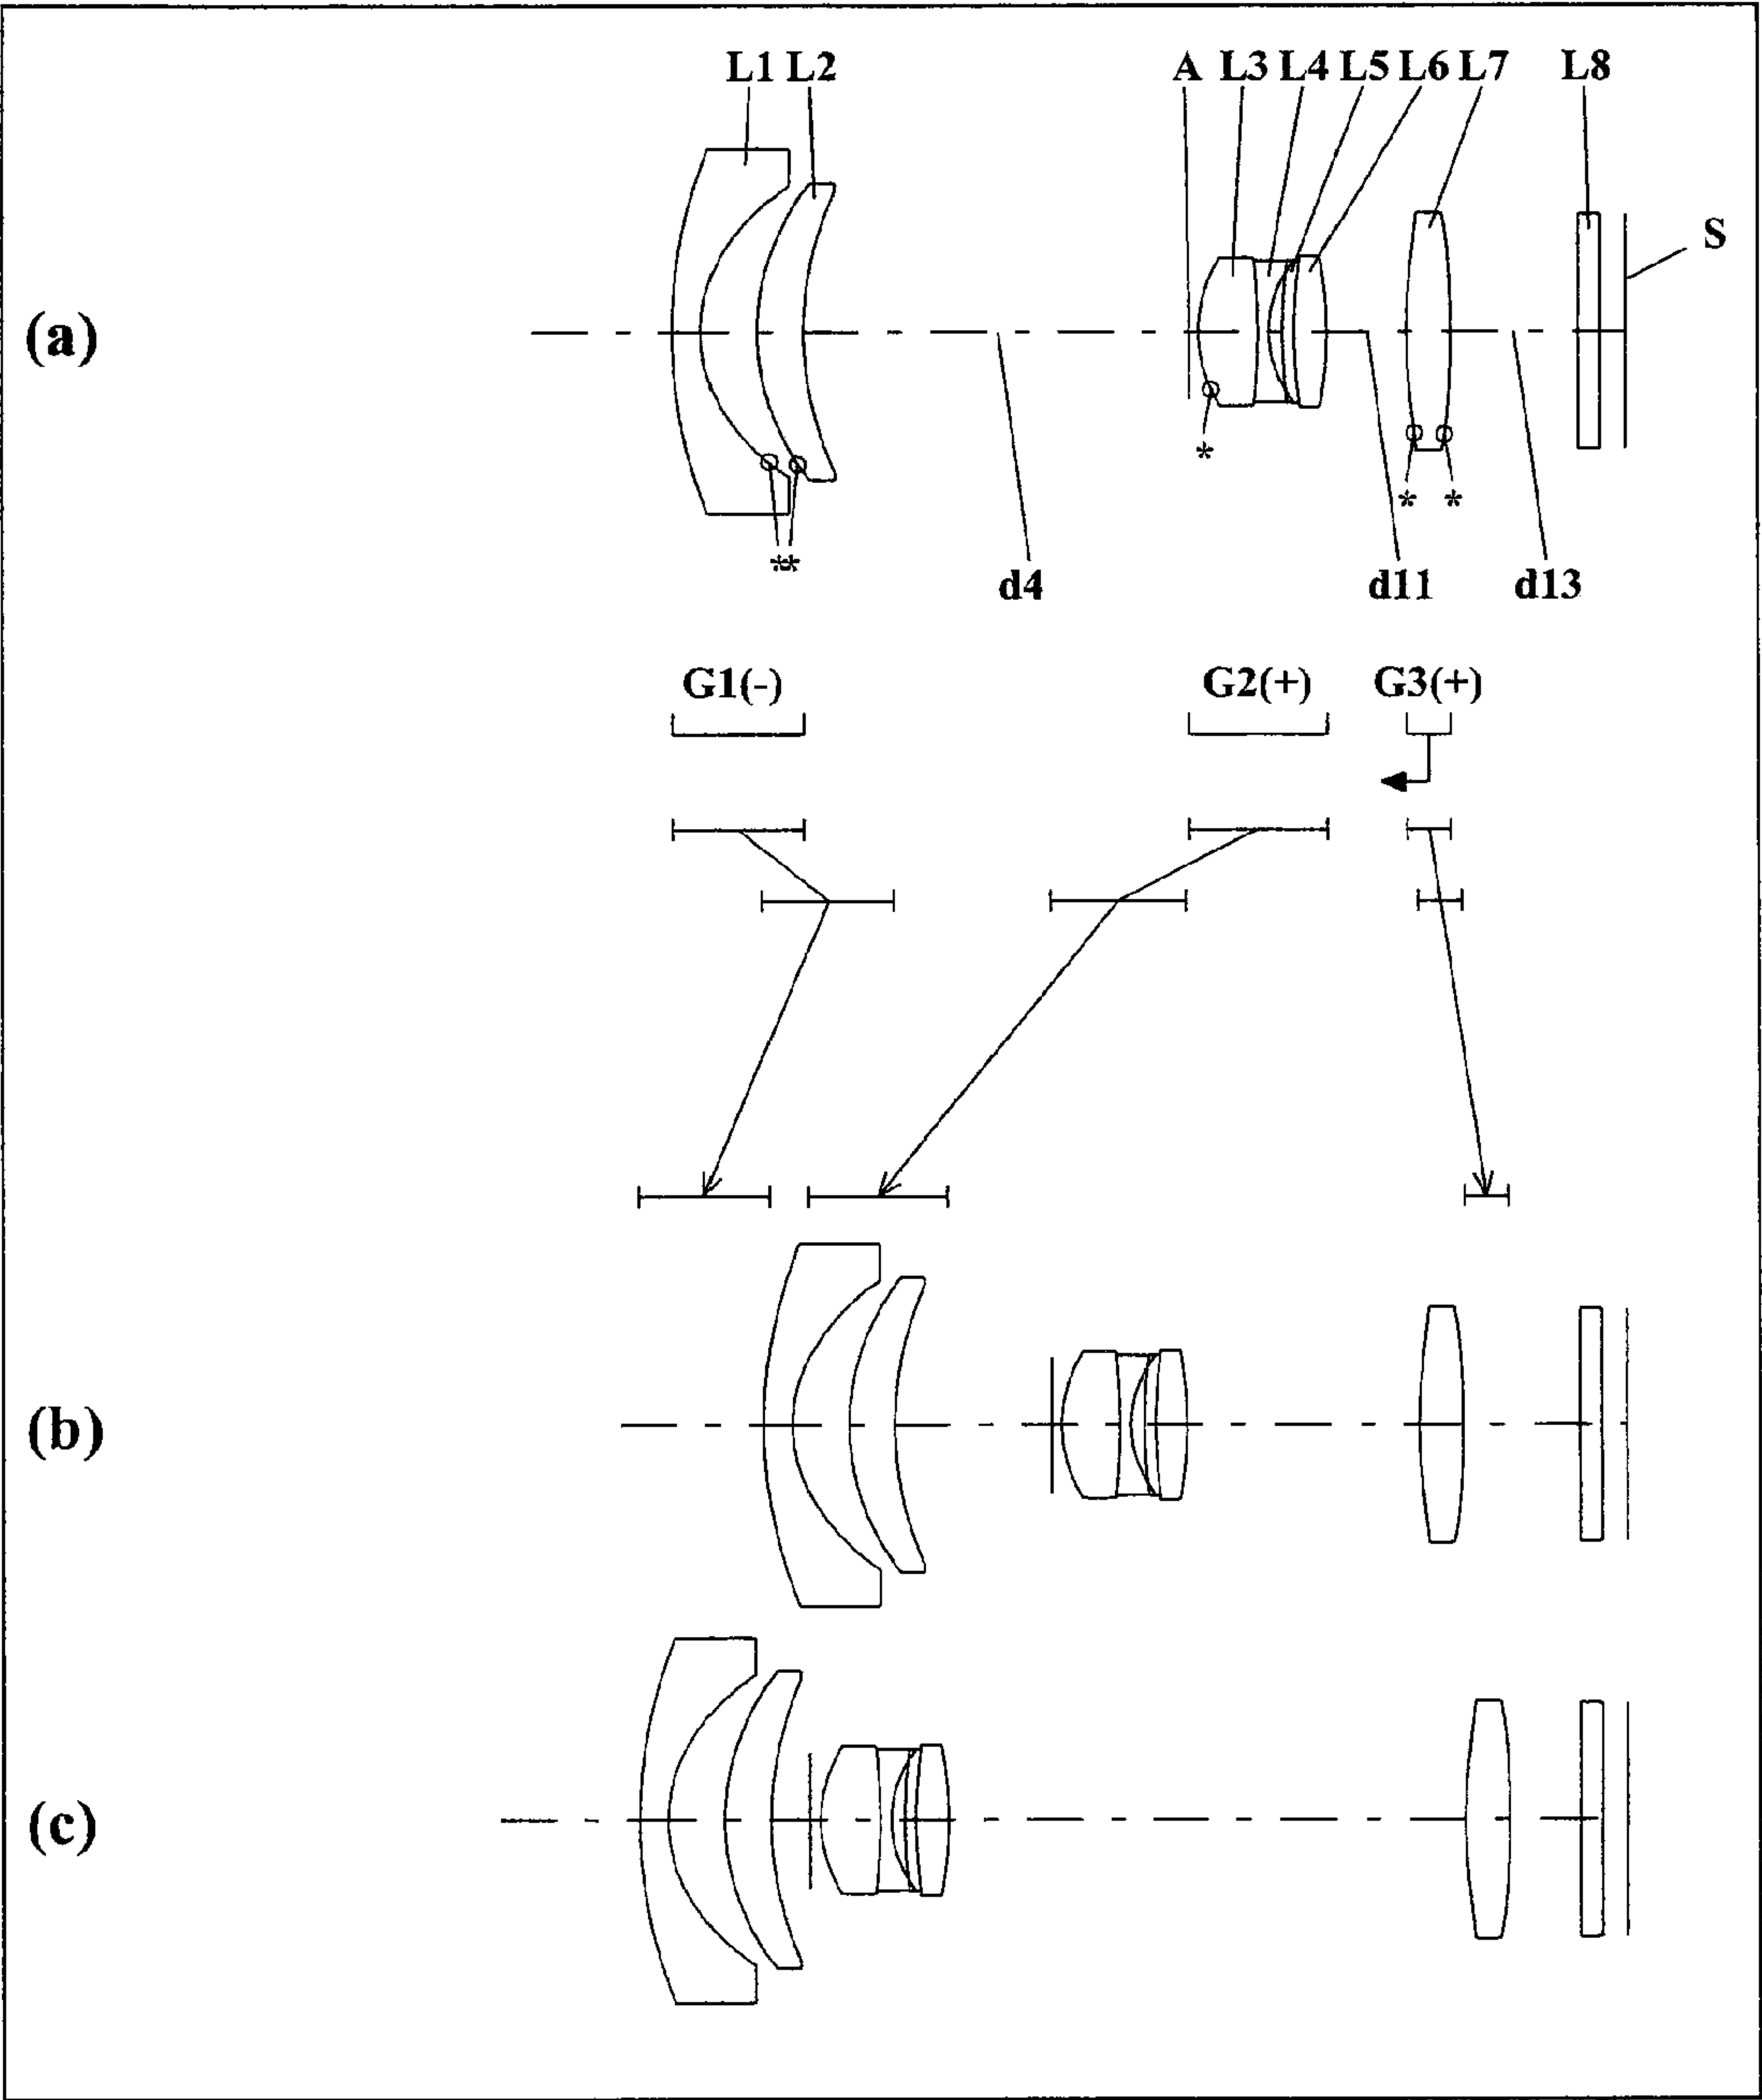 L1 L2 A L3 L4 L5 L6 L7 L8
S
(a)
*
* *
**
d4 d11 d13
G1(-) G2(+) G3(+)
(b)
(c)